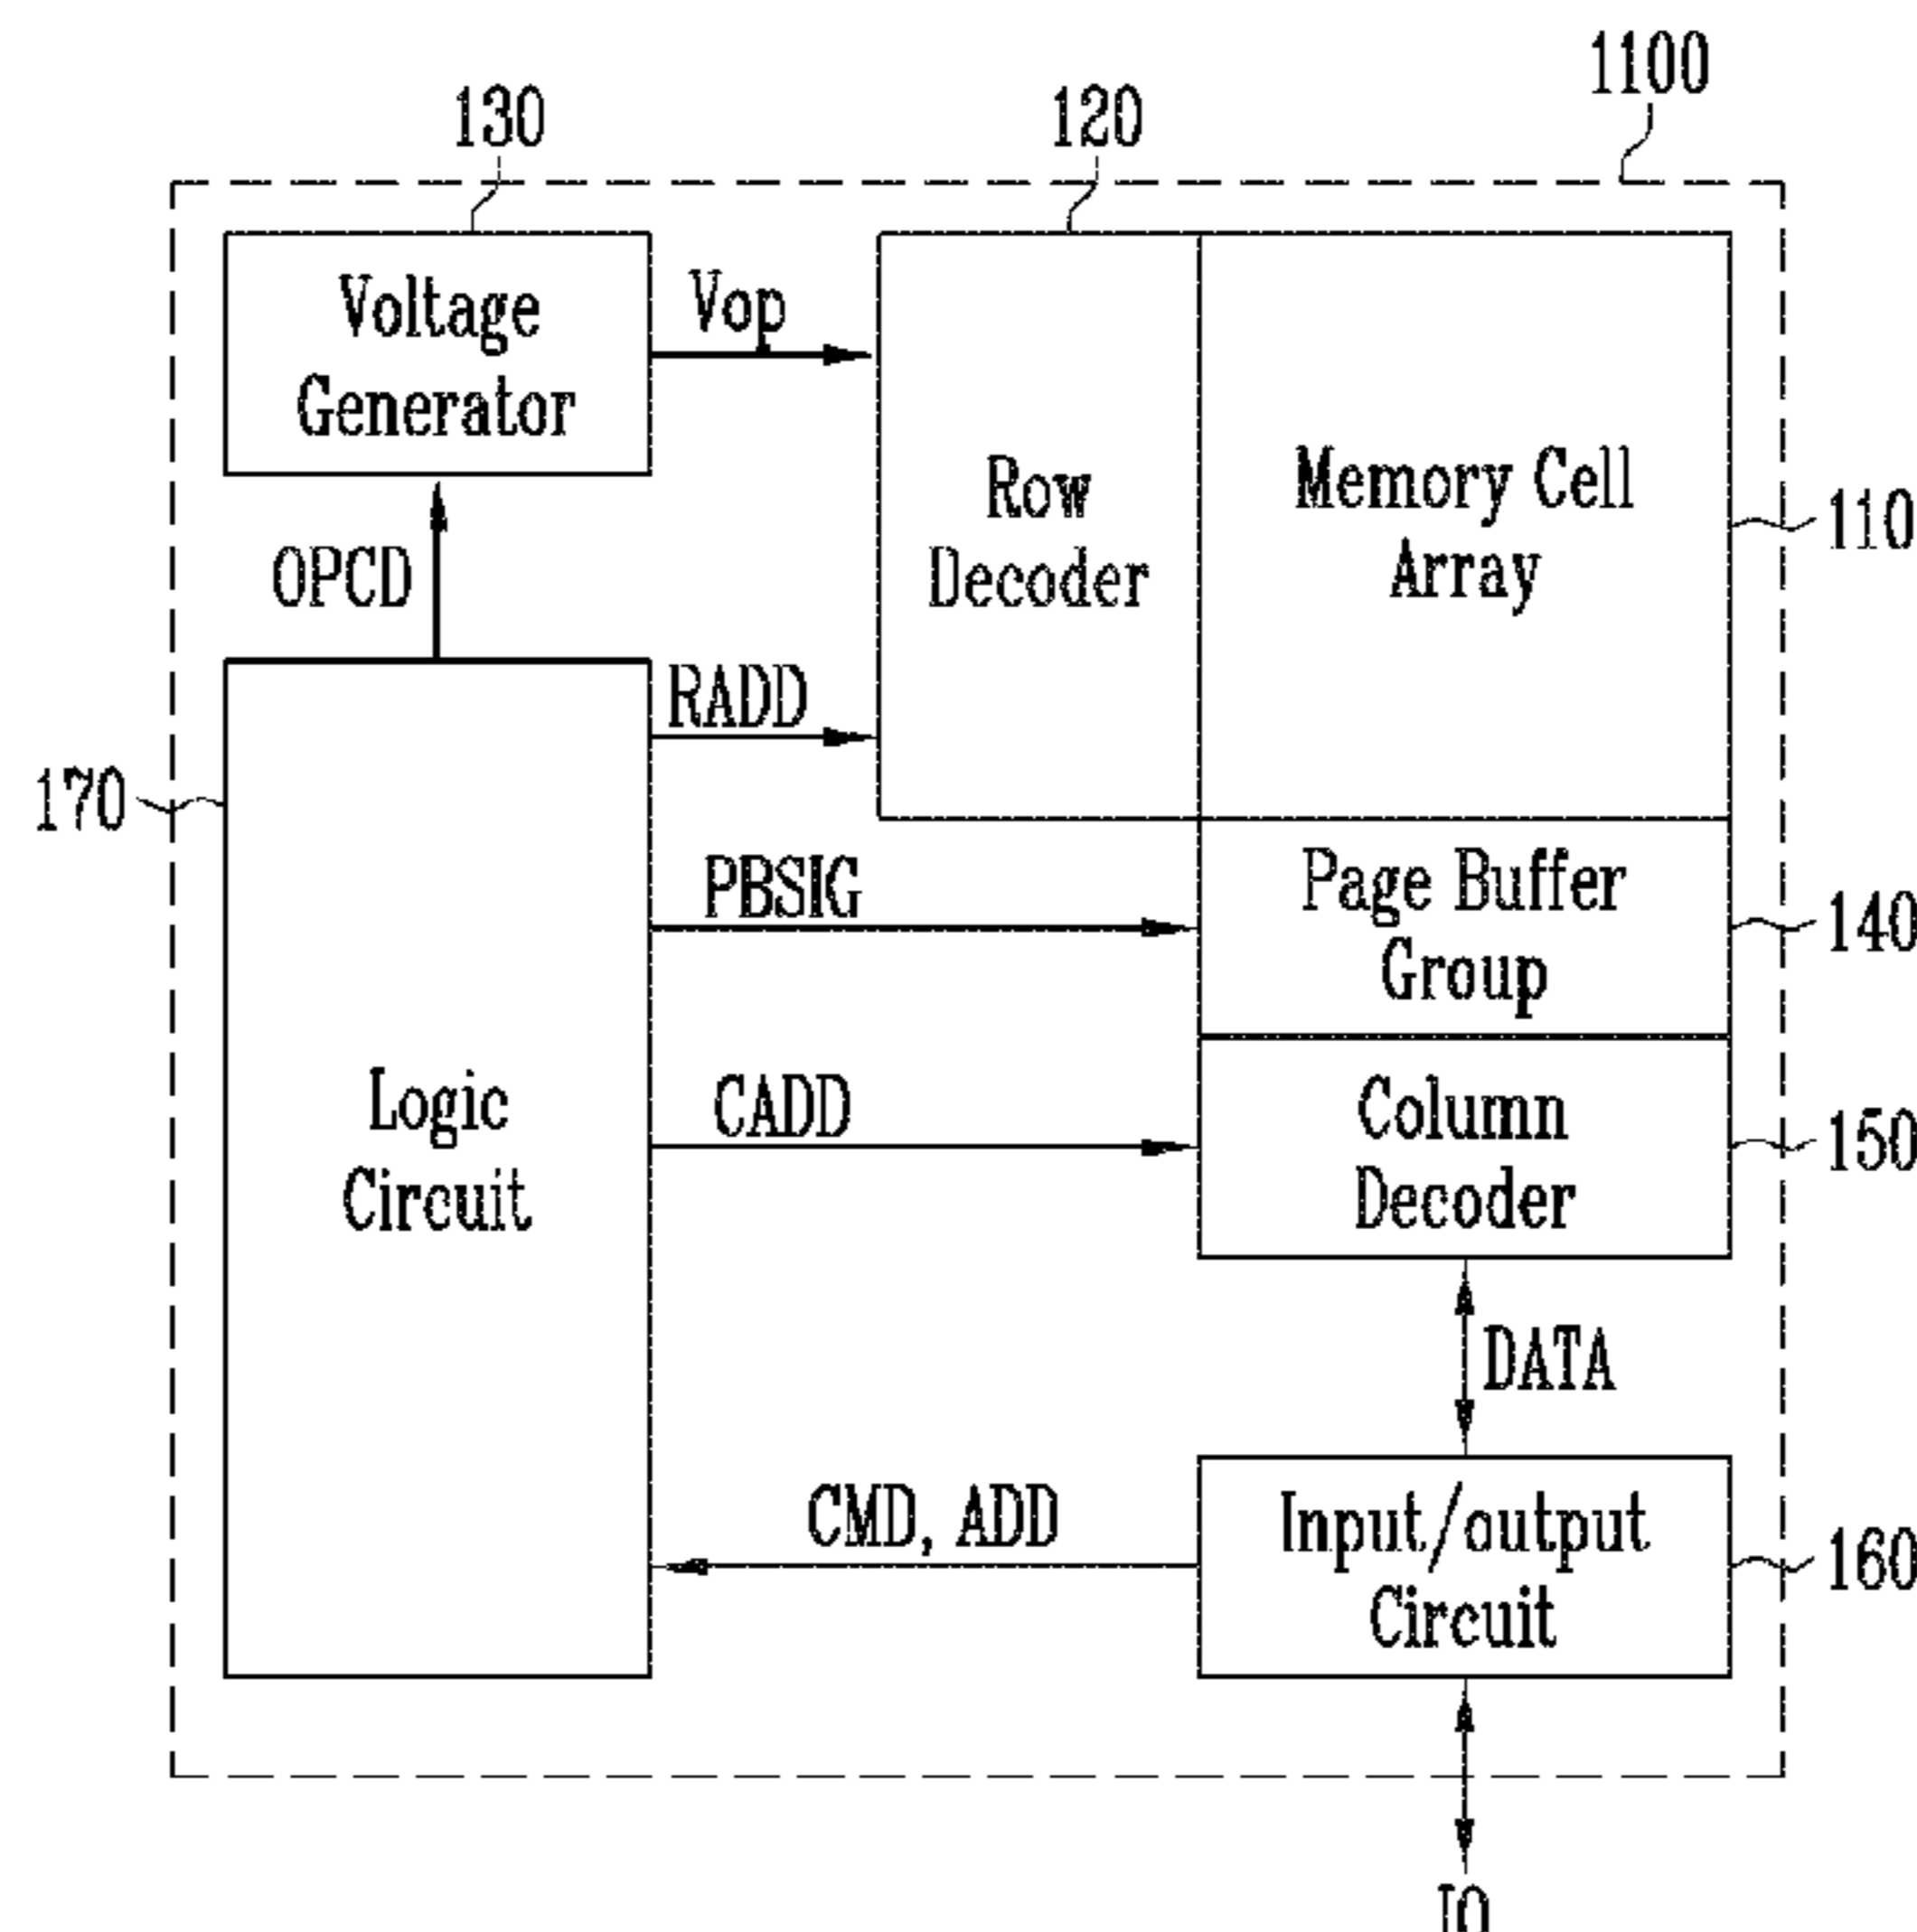 1100
130
120
Voltage
Generator
Vop
Row
Decoder
Memory Cell
Array
110
OPCD
RADD
170
PBSIG
Page Buffer
Group
140
Logic
Circuit
CADD
Column
Decoder
150
DATA
CMD, ADD
Input/output
Circuit
160
IO